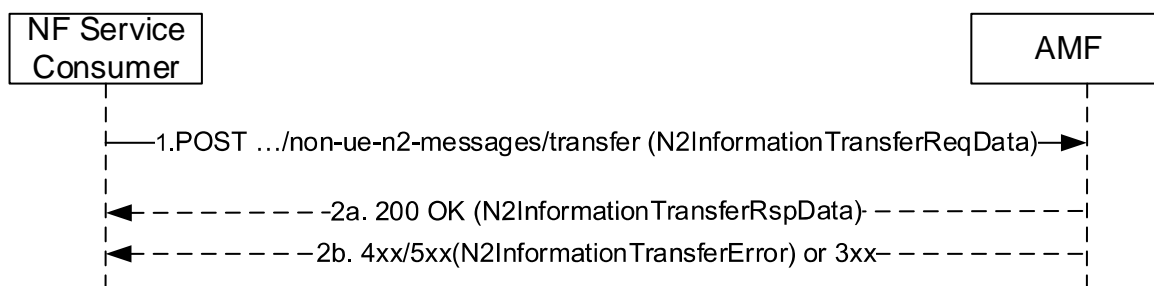 NF Service
Consumer
AMF
1.POST …/non-ue-n2-messages/transfer (N2InformationTransferReqData)
2a. 200 OK (N2InformationTransferRspData)
2b. 4xx/5xx(N2InformationTransferError) or 3xx